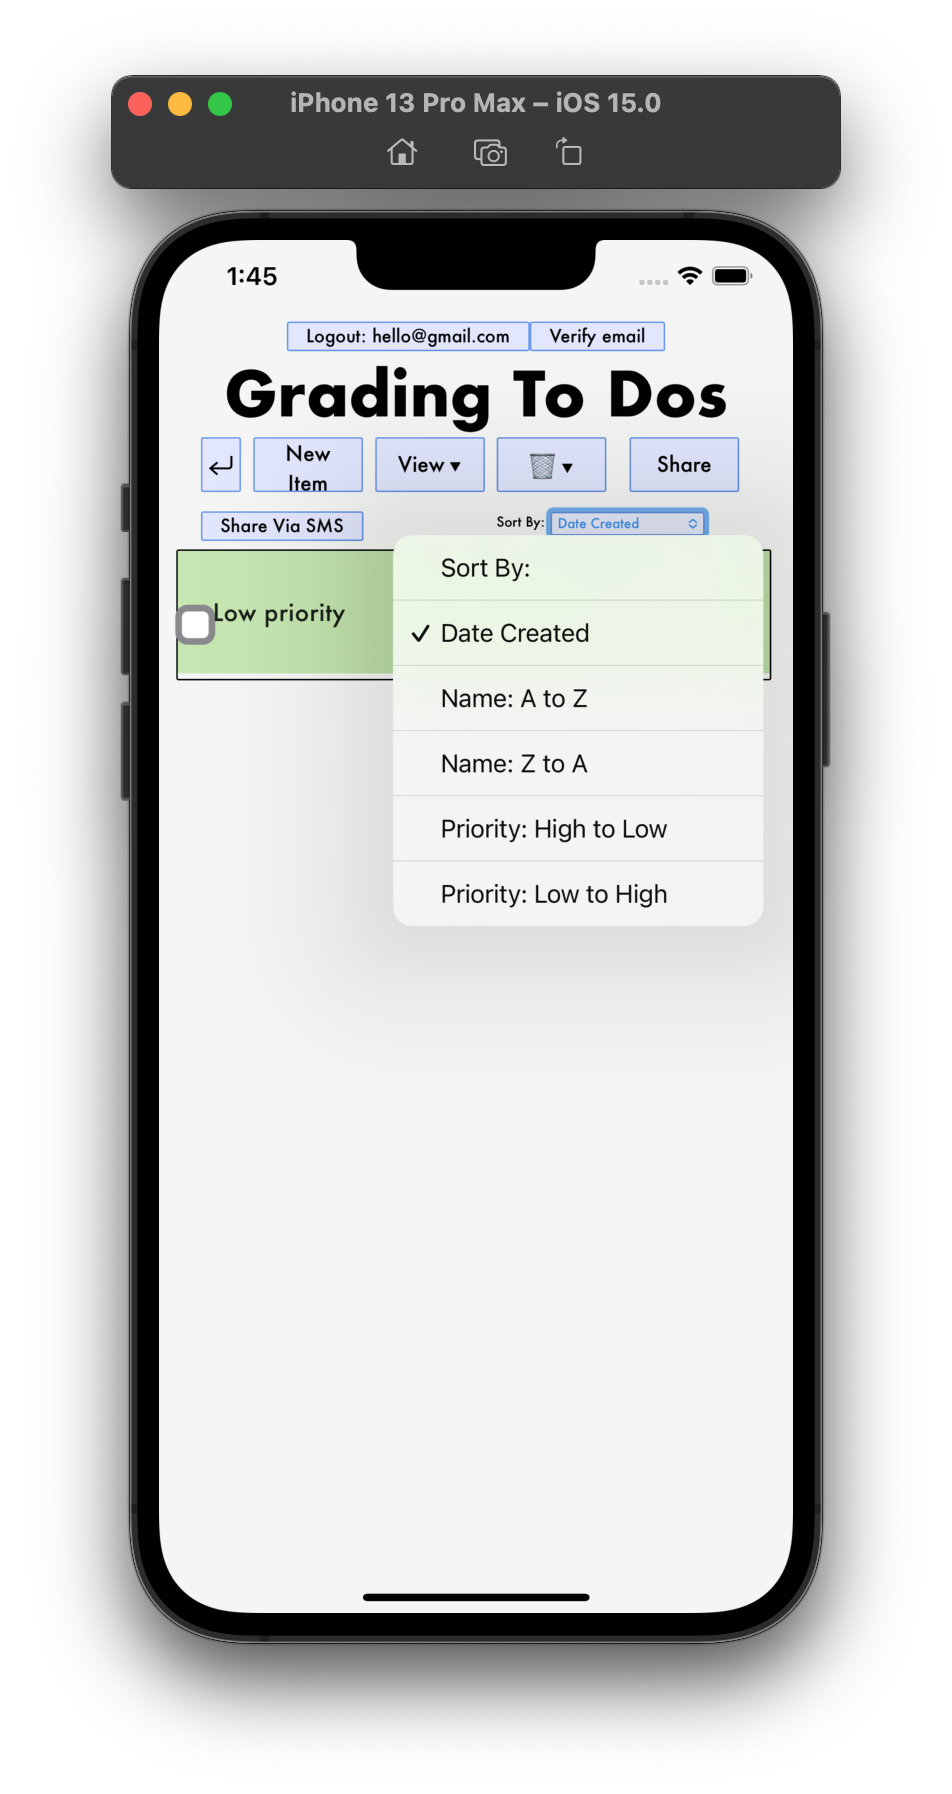 iPhone 13 Pro Max – iOS 15.0
1:45
Logout: hello@gmail.com Verify email
Grading To Dos
New
Item
View ▾
▾
Share
Share Via SMS
Sort By: Date Created
Low priority
Sort By:
✓ Date Created
Name: A to Z
Name: Z to A
Priority: High to Low
Priority: Low to High